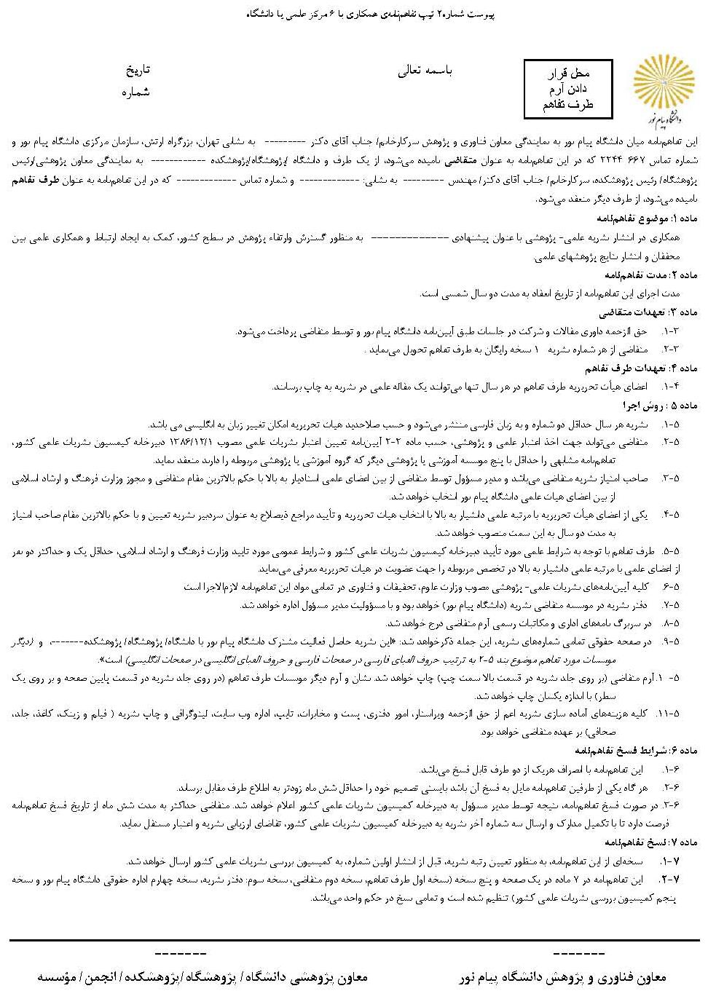 پیوست شماره۲ تیپ تفاهم‌نامه‌ی همکاری با ۶ مرکز علمی یا دانشگاه
باسمه تعالی
تاریخ
شماره
محل قرار
دادن آرم
طرف تفاهم
دانشگاه پیام نور
این تفاهم‌نامه میان دانشگاه پیام نور به نمایندگی معاون فناوری و پژوهش سرکارخانم/ جناب آقای دکتر --------- به نشانی تهران، بزرگراه ارتش، سازمان مرکزی دانشگاه پیام نور و
شماره تماس ۶۶۷ ۲۲۴۴ که در این تفاهم‌نامه به عنوان متقاضی نامیده می‌شود، از یک طرف و دانشگاه /پژوهشگاه/پژوهشکده ------------ به نمایندگی معاون پژوهشی/رئیس
پژوهشگاه/ رئیس پژوهشکده، سرکارخانم/ جناب آقای دکتر/ مهندس --------- به نشانی: ------------- و شماره تماس ------------- که در این تفاهم‌نامه به عنوان طرف تفاهم
نامیده می‌شود، از طرف دیگر منعقد می‌شود.
ماده ۱: موضوع تفاهم‌نامه
همکاری در انتشار نشریه علمی- پژوهشی با عنوان پیشنهادی ------------- به منظور گسترش وارتقاء پژوهش در سطح کشور، کمک به ایجاد ارتباط و همکاری علمی بین
محققان و انتشار نتایج پژوهشهای علمی.
ماده ۲: مدت تفاهم‌نامه
مدت اجرای این تفاهم‌نامه از تاریخ انعقاد به مدت دو سال شمسی است.
ماده ۳: تعهدات متقاضی
۳-۱. حق الزحمه داوری مقالات و شرکت در جلسات طبق آیین‌نامه دانشگاه پیام نور و توسط متقاضی پرداخت می‌شود.
۳-۲. متقاضی از هر شماره نشریه ۱۰ نسخه رایگان به طرف تفاهم تحویل می‌نماید .
ماده ۴: تعهدات طرف تفاهم
۴-۱. اعضای هیأت تحریریه طرف تفاهم در هر سال تنها می‌توانند یک مقاله علمی در نشریه به چاپ برسانند.
ماده ۵ : روش اجرا
۵-۱. نشریه هر سال حداقل دو شماره و به زبان فارسی منتشر می‌شود و حسب صلاحدید هیات تحریریه امکان تغییر زبان به انگلیسی می باشد.
۵-۲. متقاضی می‌تواند جهت اخذ اعتبار علمی و پژوهشی، حسب ماده ۲-۲ آیین‌نامه تعیین اعتبار نشریات علمی مصوب ۱۳۸۶/۱۲/۱ دبیرخانه کیمسیون نشریات علمی کشور،
تفاهم‌نامه مشابهی را حداقل با پنج موسسه آموزشی یا پژوهشی دیگر که گروه آموزشی یا پژوهشی مربوطه را دارند منعقد نماید.
۵-۳. صاحب امتیاز نشریه متقاضی می‌باشد و مدیر مسؤول توسط متقاضی از بین اعضای علمی استادیار به بالا با حکم بالاترین مقام متقاضی و مجوز وزارت فرهنگ و ارشاد اسلامی
از بین اعضای هیات علمی دانشگاه پیام نور انتخاب خواهد شد.
۵-۴. یکی از اعضای هیأت تحریریه با مرتبه علمی دانشیار به بالا با انتخاب هیات تحریریه و تأیید مراجع ذیصلاح به عنوان سردبیر نشریه تعیین و با حکم بالاترین مقام صاحب امتیاز
به مدت دو سال به این سمت منصوب خواهد شد.
۵-۵. طرف تفاهم با توجه به شرایط علمی مورد تأیید دبیرخانه کیمسیون نشریات علمی کشور و شرایط عمومی مورد تایید وزارت فرهنگ و ارشاد اسلامی، حداقل یک و حداکثر دو نفر
از اعضای علمی با مرتبه علمی دانشیار به بالا در تخصص مربوطه را جهت عضویت در هیات تحریریه معرفی می‌نماید.
۵-۶. کلیه آیین‌نامه‌های نشریات علمی- پژوهشی مصوب وزارت علوم، تحقیقات و فناوری در تمامی مواد این تفاهم‌نامه لازم‌الاجرا است
۵-۷. دفتر نشریه در موسسه متقاضی نشریه (دانشگاه پیام نور) خواهد بود و با مسؤولیت مدیر مسؤول اداره خواهد شد.
۵-۸. در سربرگ نامه‌های اداری و مکاتبات رسمی آرم متقاضی درج خواهد شد.
۵-۹. در صفحه حقوقی تمامی شماره‌های نشریه، این جمله ذکرخواهد شد: «این نشریه حاصل فعالیت مشترک دانشگاه پیام نور با دانشگاه/ پژوهشگاه/ پژوهشکده-------، و (دیگر
موسسات مورد تفاهم موضوع بند ۵-۲ به ترتیب حروف الفبای فارسی در صفحات فارسی و حروف الفبای انگلیسی در صفحات انگلیسی) است».
۵- ۱۰.آرم متقاضی (بر روی جلد نشریه در قسمت بالا سمت چپ) چاپ خواهد شد. نشان و آرم دیگر موسسات طرف تفاهم (در روی جلد نشریه در قسمت پایین صفحه و بر روی یک
سطر) با اندازه یکسان چاپ خواهد شد.
۵-۱۱. کلیه هزینه‌های آماده سازی نشریه اعم از حق الزحمه ویراستار، امور دفتری، پست و مخابرات، تایپ، اداره وب سایت، لیتوگرافی و چاپ نشریه ( فیلم و زینک، کاغذ، جلد،
صحافی) بر عهده متقاضی خواهد بود.
ماده ۶: شرایط فسخ تفاهم‌نامه
۶-۱. این تفاهم‌نامه با انصراف هریک از دو طرف قابل فسخ می‌باشد.
۶-۲. هر گاه یکی از طرفین تفاهم‌نامه مایل به فسخ آن باشد بایستی تصمیم خود را حداقل شش ماه زودتر به اطلاع طرف مقابل برساند.
۶-۳. در صورت فسخ تفاهم‌نامه، نتیجه توسط مدیر مسؤول به دبیرخانه کمیسیون نشریات علمی کشور اعلام خواهد شد. متقاضی حداکثر به مدت شش ماه از تاریخ فسخ تفاهم‌نامه
فرصت دارد تا با تکمیل مدارک و ارسال سه شماره آخر نشریه به دبیرخانه کمیسیون نشریات علمی کشور، تقاضای ارزیابی نشریه و اعتبار مستقل نماید.
ماده ۷: نسخ تفاهم‌نامه
۷-۱. نسخه‌ای از این تفاهم‌نامه، به منظور تعیین رتبه نشریه، قبل از انتشار اولین شماره، به کمیسیون بررسی نشریات علمی کشور ارسال خواهد شد.
۷-۲. این تفاهم‌نامه در ۷ ماده در یک صفحه و پنج نسخه (نسخه اول طرف تفاهم، نسخه دوم متقاضی، نسخه سوم: دفتر نشریه، نسخه چهارم اداره حقوقی دانشگاه پیام نور و نسخه
پنجم کمیسیون بررسی نشریات علمی کشور) تنظیم شده است و تمامی نسخ در حکم واحد می‌باشد.
-------
-------
معاون فناوری و پژوهش دانشگاه پیام نور
معاون پژوهشی دانشگاه/ پژوهشگاه/پژوهشکده/ انجمن/ مؤسسه